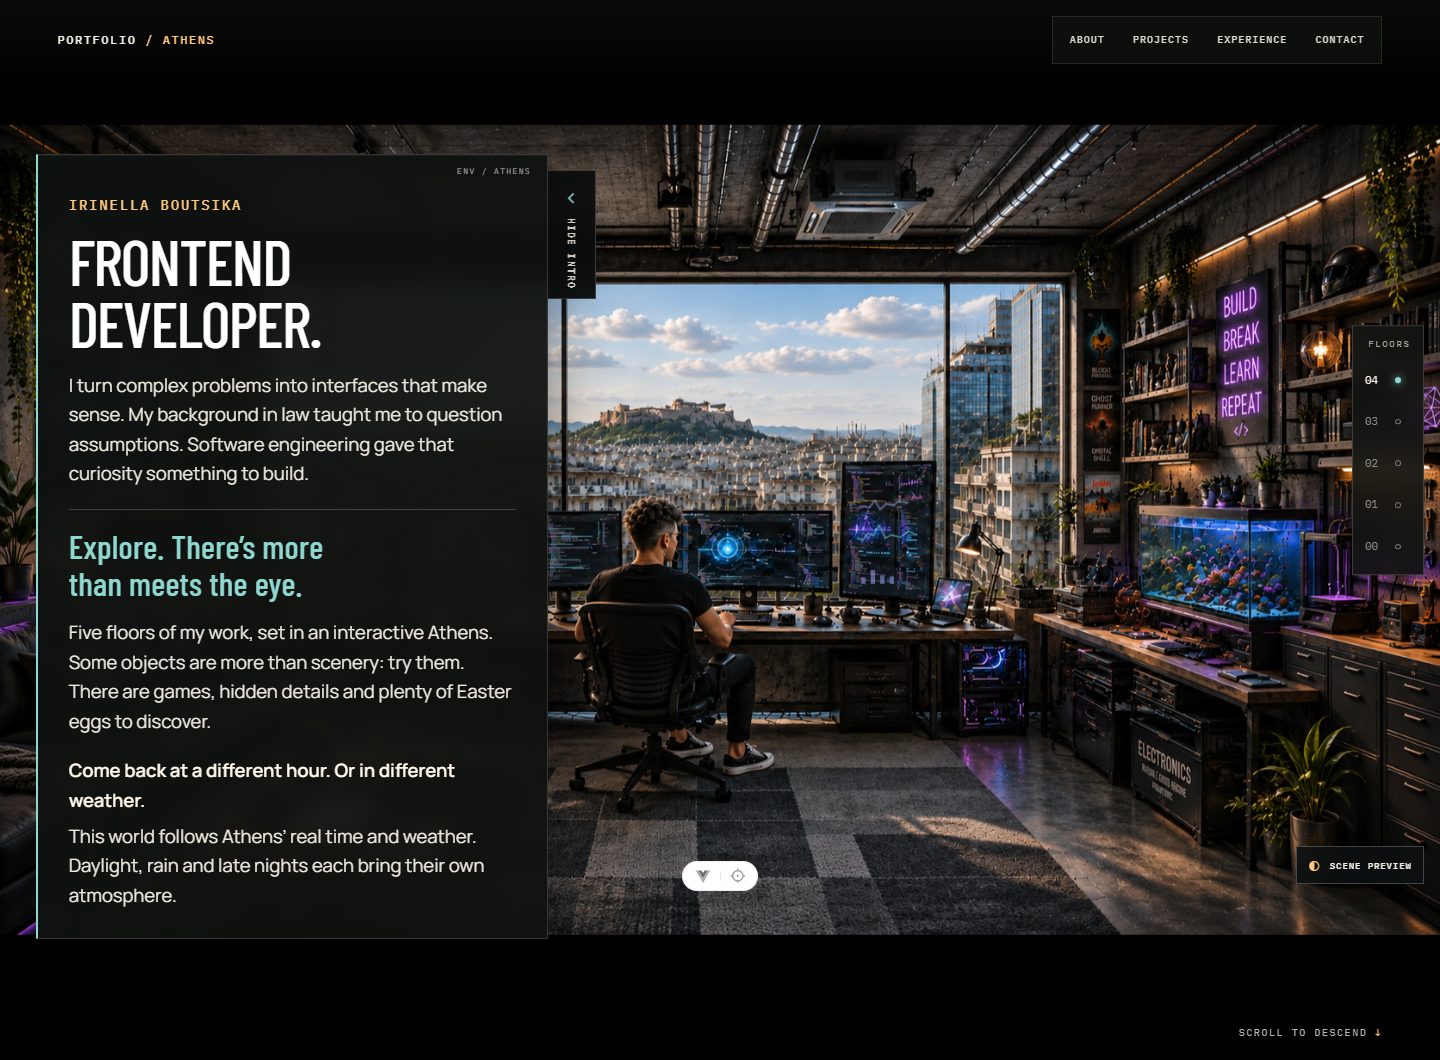 PORTFOLIO / ATHENS
ABOUT PROJECTS EXPERIENCE CONTACT
ENV / ATHENS
IRINELLA BOUTSIKA
FRONTEND
DEVELOPER.
I turn complex problems into interfaces that make
sense. My background in law taught me to question
assumptions. Software engineering gave that
curiosity something to build.
Explore. There’s more
than meets the eye.
Five floors of my work, set in an interactive Athens.
Some objects are more than scenery: try them.
There are games, hidden details and plenty of Easter
eggs to discover.
Come back at a different hour. Or in different
weather.
This world follows Athens’ real time and weather.
Daylight, rain and late nights each bring their own
atmosphere.
HIDE INTRO
BUILD
BREAK
LEARN
REPEAT
</>
GHOST
ELECTRONICS
FLOORS
04
03
02
01
00
SCENE PREVIEW
SCROLL TO DESCEND ↓